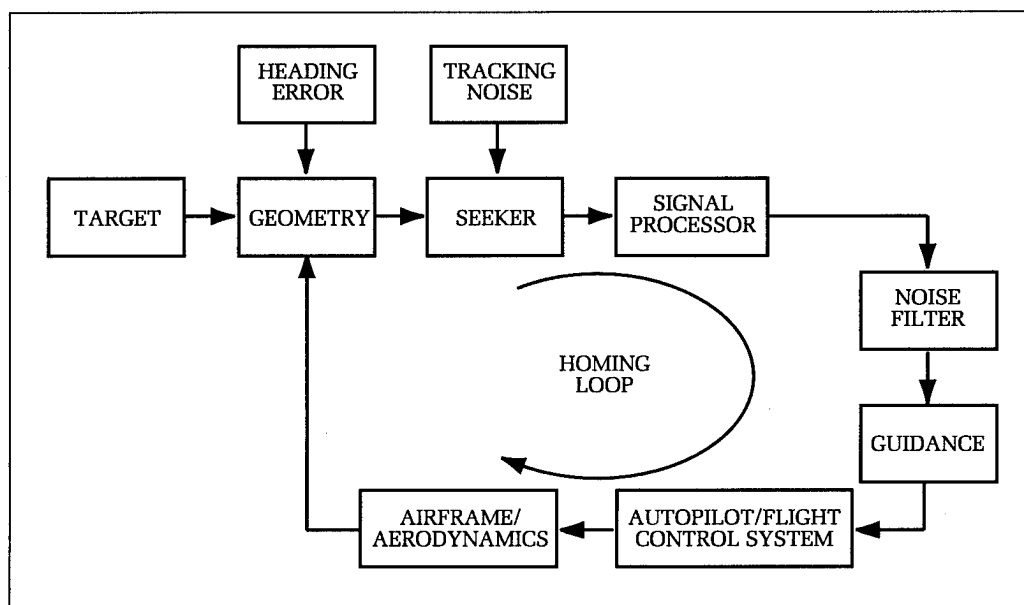 HEADING
ERROR
TRACKING
NOISE
TARGET
GEOMETRY
SEEKER
SIGNAL
PROCESSOR
NOISE
FILTER
HOMING
LOOP
GUIDANCE
AIRFRAME/
AERODYNAMICS
AUTOPILOT/FLIGHT
CONTROL SYSTEM